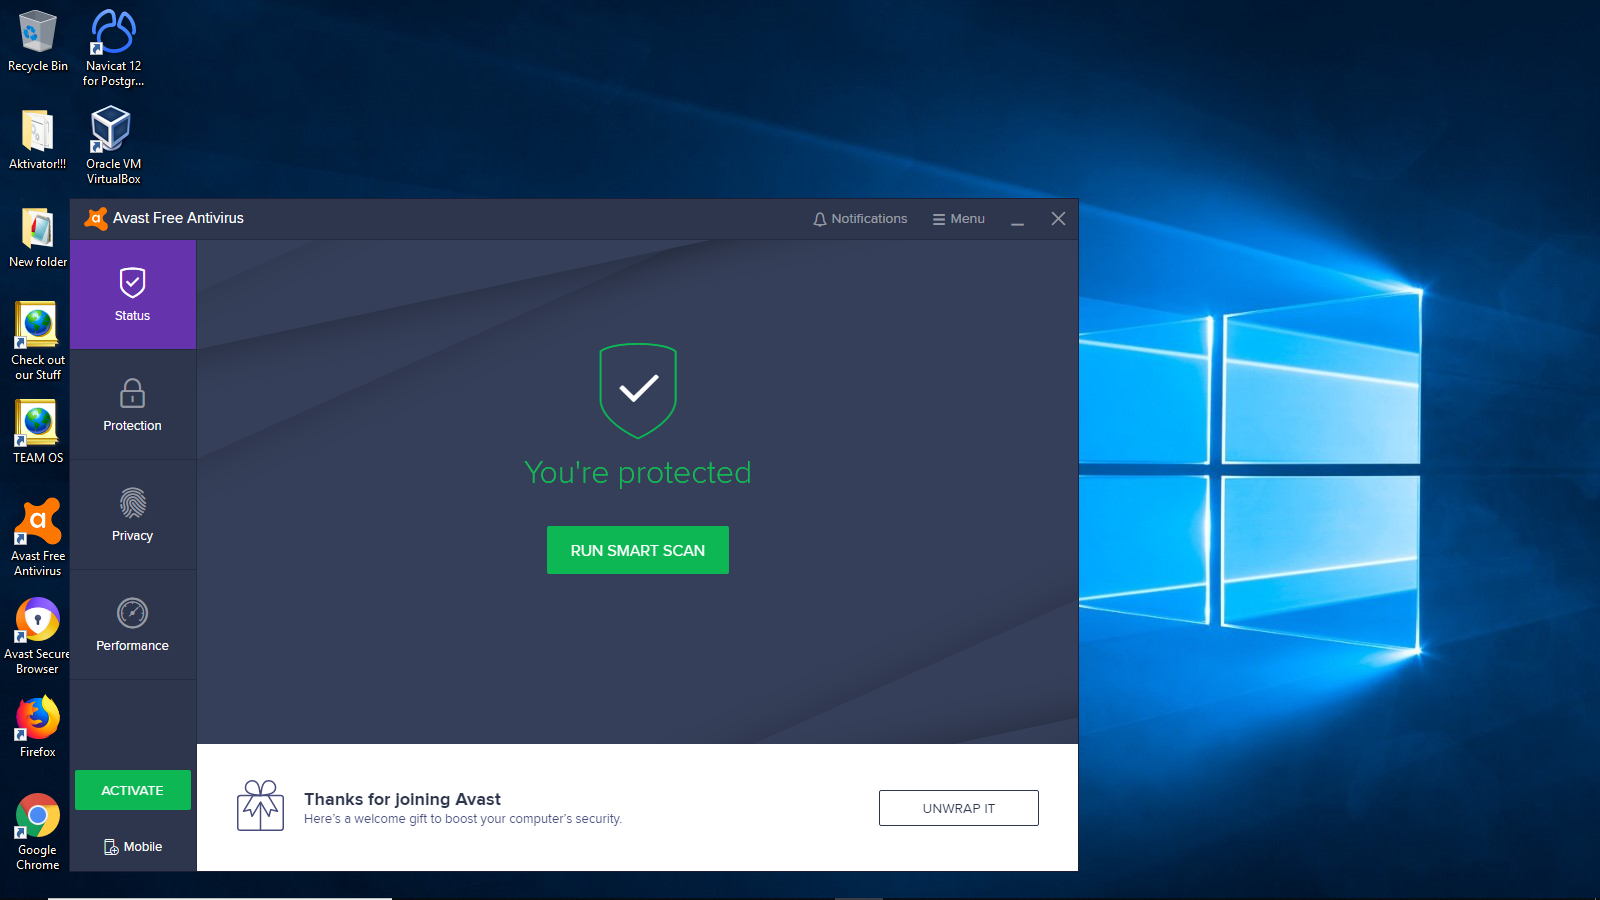 Recycle Bin
Navicat 12
for Postgr...
Aktivator!!!
Oracle VM
VirtualBox
New folder
Check out
our Stuff
TEAM OS
Avast Free
Antivirus
Avast Secure
Browser
Firefox
Google
Chrome
Avast Free Antivirus
Notifications
Menu
Status
Protection
Privacy
Performance
ACTIVATE
Mobile
You're protected
RUN SMART SCAN
Thanks for joining Avast
Here's a welcome gift to boost your computer's security.
UNWRAP IT